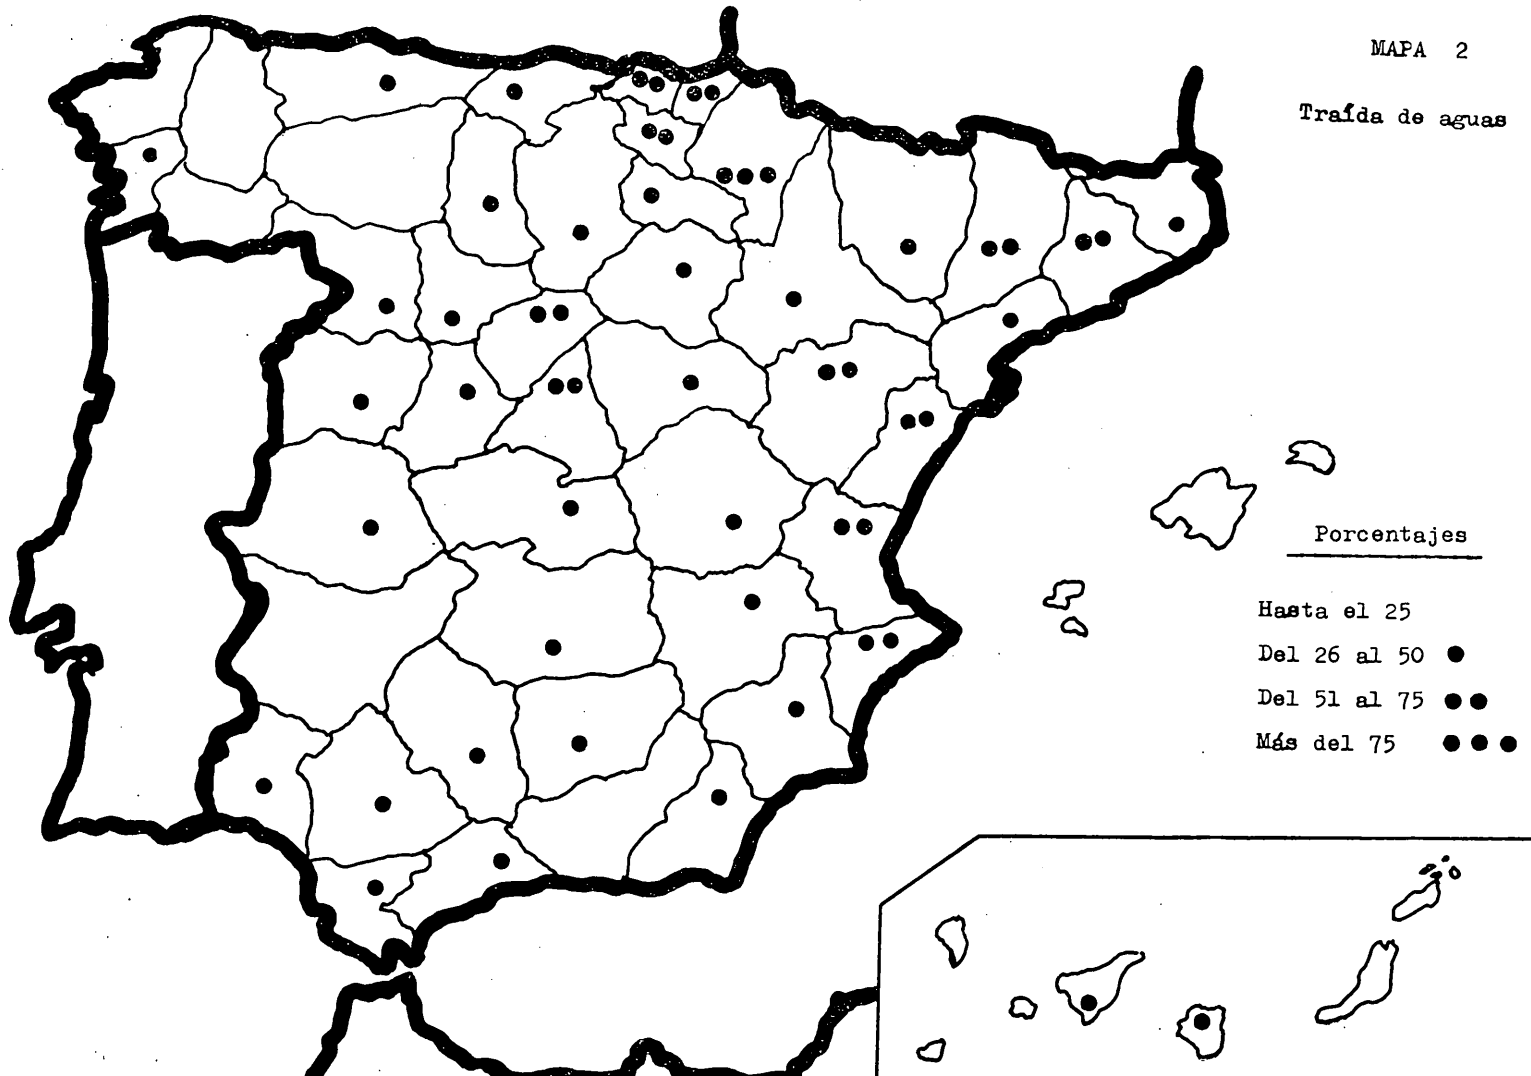 MAPA 2
Traída de aguas
Porcentajes
Hasta el 25
Del 26 al 50
Del 51 al 75
Más del 75